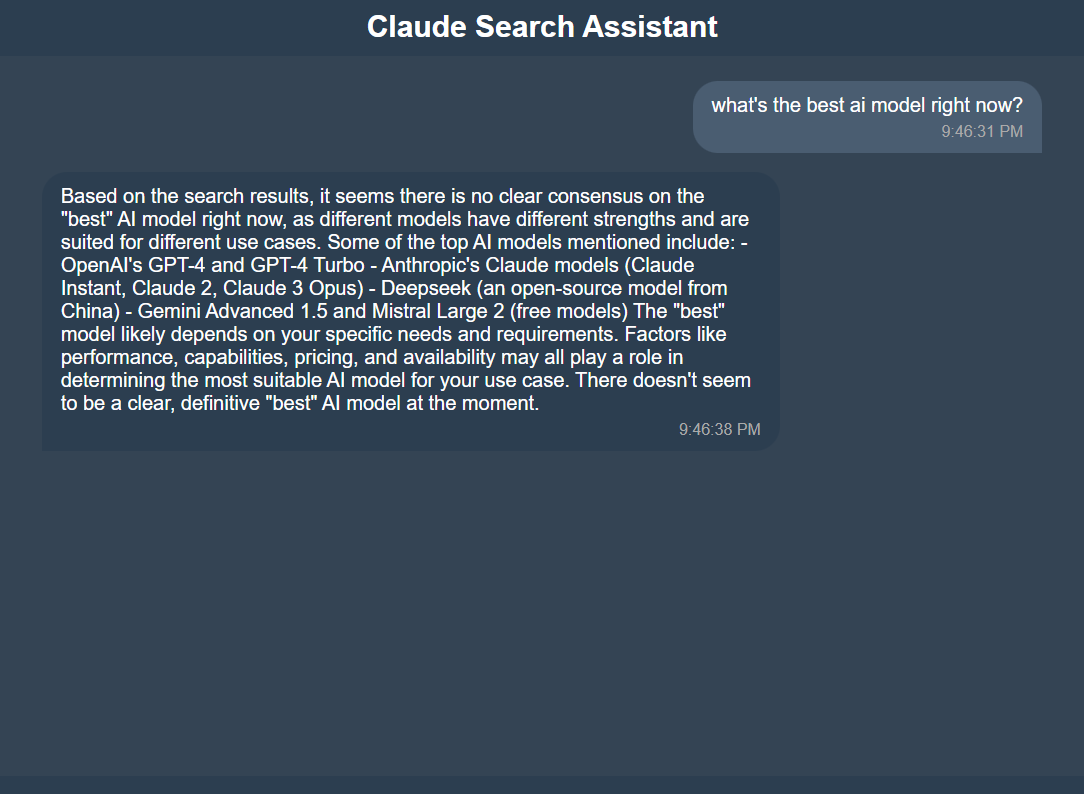 Claude Search Assistant
what's the best ai model right now?
9:46:31 PM
Based on the search results, it seems there is no clear consensus on the
"best" AI model right now, as different models have different strengths and are
suited for different use cases. Some of the top AI models mentioned include: -
OpenAI's GPT-4 and GPT-4 Turbo - Anthropic's Claude models (Claude
Instant, Claude 2, Claude 3 Opus) - Deepseek (an open-source model from
China) - Gemini Advanced 1.5 and Mistral Large 2 (free models) The "best"
model likely depends on your specific needs and requirements. Factors like
performance, capabilities, pricing, and availability may all play a role in
determining the most suitable AI model for your use case. There doesn't seem
to be a clear, definitive "best" AI model at the moment.
9:46:38 PM